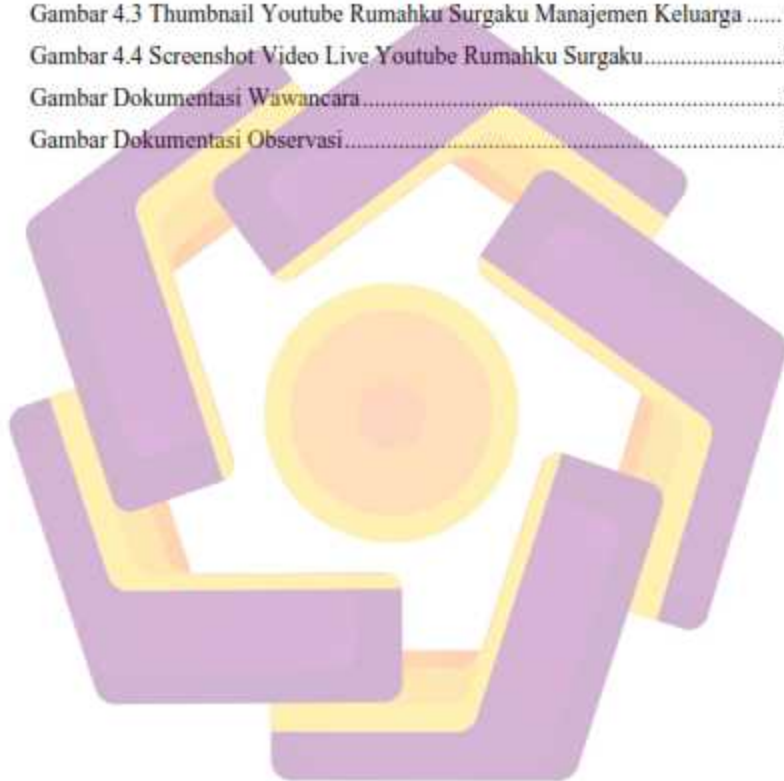 Gambar 4.3 Thumbnail Youtube Rumahku Surgaku Manajemen Keluarga ......
Gambar 4.4 Screenshot Video Live Youtube Rumahku Surgaku..........................
Gambar Dokumentasi Wawancara................................................................................
Gambar Dokumentasi Observasi...................................................................................